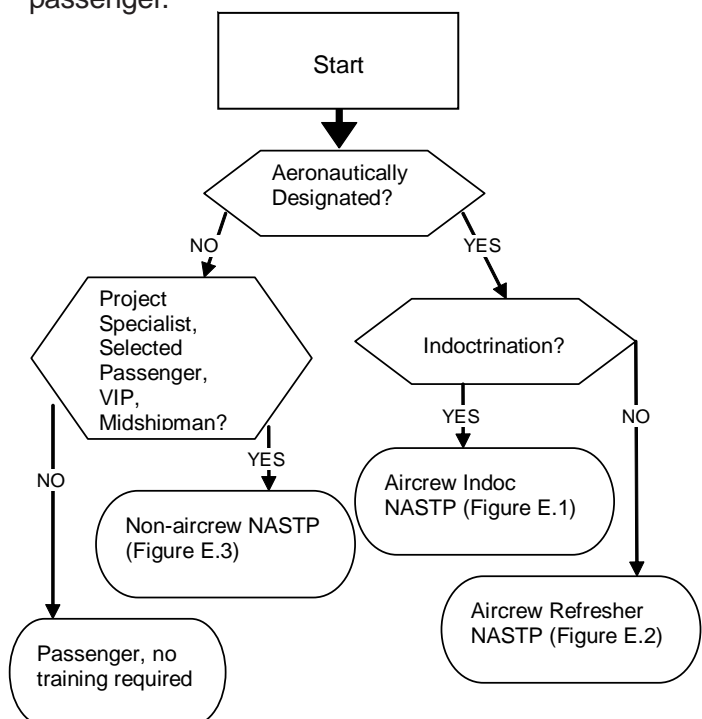 passenger.
Start
Aeronautically
Designated?
NO
YES
Project
Specialist,
Selected
Passenger,
VIP,
Midshipman?
Indoctrination?
YES
NO
YES
NO
Aircrew Indoc
NASTP (Figure E.1)
Non-aircrew NASTP
(Figure E.3)
Aircrew Refresher
NASTP (Figure E.2)
Passenger, no
training required